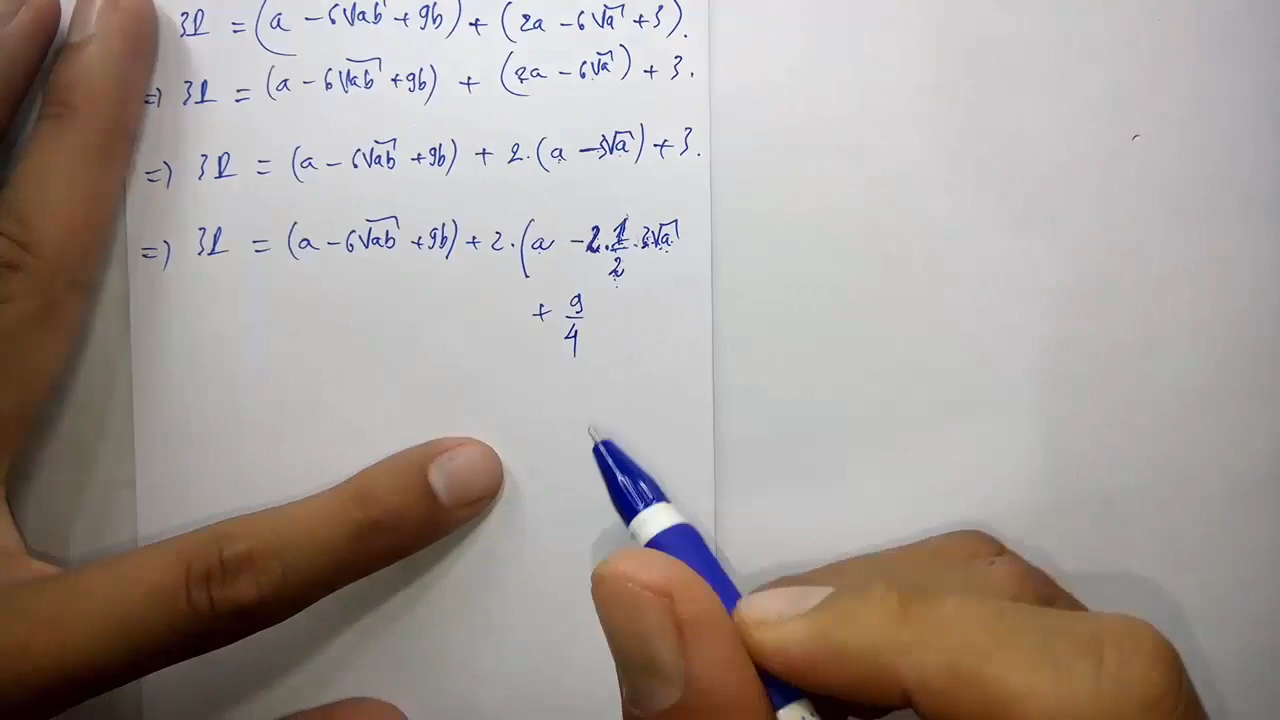 3P = (a - 6√ab + 9b) + (2a - 6√a + 3).
=> 3P = (a - 6√ab + 9b) + (2a - 6√a) + 3.
=> 3P = (a - 6√ab + 9b) + 2.(a - 3√a) + 3.
=> 3P = (a - 6√ab + 9b) + 2.(a - 2.1/2.3√a
+ 9/4